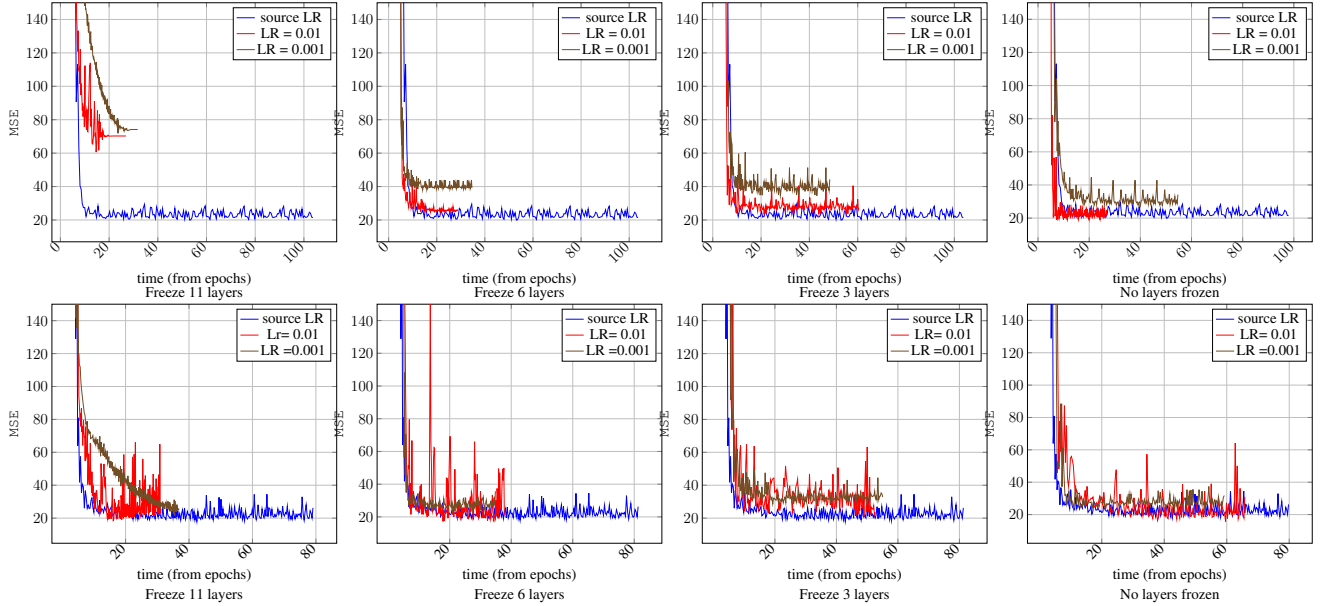 140
120
100
80
60
40
20
MSE
0
20
40
60
80
100
source LR
LR = 0.01
LR = 0.001
time (from epochs)
Freeze 11 layers
140
120
100
80
60
40
20
MSE
0
20
40
60
80
100
source LR
LR = 0.01
LR = 0.001
time (from epochs)
Freeze 6 layers
140
120
100
80
60
40
20
MSE
0
20
40
60
80
100
source LR
LR = 0.01
LR = 0.001
time (from epochs)
Freeze 3 layers
140
120
100
80
60
40
20
MSE
0
20
40
60
80
100
source LR
LR = 0.01
LR = 0.001
time (from epochs)
No layers frozen
140
120
100
80
60
40
20
MSE
20
40
60
80
source LR
Lr= 0.01
LR =0.001
time (from epochs)
Freeze 11 layers
140
120
100
80
60
40
20
MSE
20
40
60
80
source LR
LR= 0.01
LR =0.001
time (from epochs)
Freeze 6 layers
140
120
100
80
60
40
20
MSE
20
40
60
80
source LR
LR= 0.01
LR =0.001
time (from epochs)
Freeze 3 layers
140
120
100
80
60
40
20
MSE
20
40
60
80
source LR
LR= 0.01
LR =0.001
time (from epochs)
No layers frozen